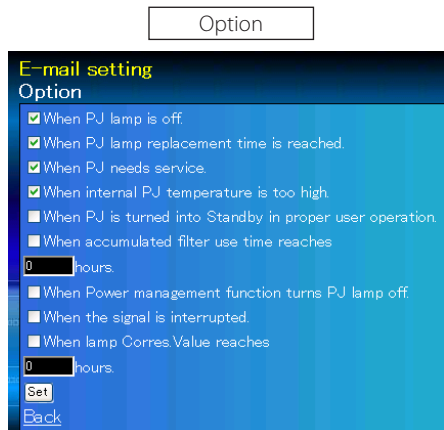 Option
E-mail setting
Option
When PJ lamp is off.
When PJ lamp replacement time is reached.
When PJ needs service.
When internal PJ temperature is too high.
When PJ is turned into Standby in proper user operation.
When accumulated filter use time reaches
0 hours.
When Power management function turns PJ lamp off.
When the signal is interrupted.
When lamp Corres.Value reaches
0 hours.
Set
Back